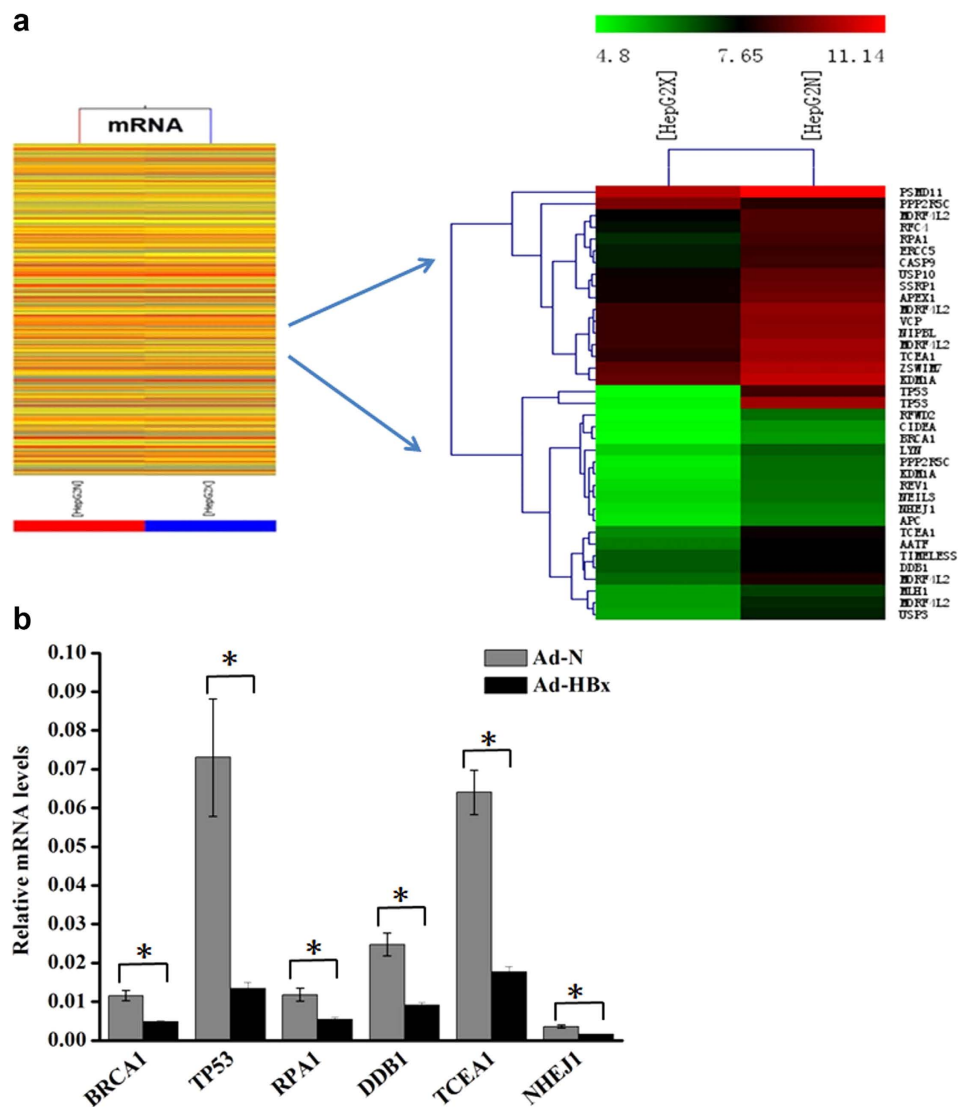 a
4.8 7.65 11.14
[HepG2X] [HepG2N]
mRNA
[HepG2N] [HepG2X]
PSMD11
PPP2R5C
MORF4L2
RFC4
RPA1
ERCC5
CASP9
USP10
SSRP1
APEX1
MORF4L2
VCP
NIPBL
MORF4L2
TCEA1
ZSWIM7
KDM1A
TP53
TP53
RFWD2
CIDEA
BRCA1
LYN
PPP2R5C
KDM1A
REV1
NEIL3
NHEJ1
APC
TCEA1
AATF
TIMELESS
DDB1
MORF4L2
MLH1
MORF4L2
USP3
b
Relative mRNA levels
0.10
0.09
0.08
0.07
0.06
0.05
0.04
0.03
0.02
0.01
0.00
Ad-N
Ad-HBx
* * * * * *
BRCA1 TP53 RPA1 DDB1 TCEA1 NHEJ1